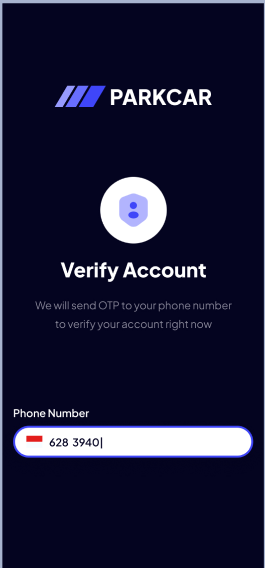 PARKCAR
Verify Account
We will send OTP to your phone number
to verify your account right now
Phone Number
628 3940